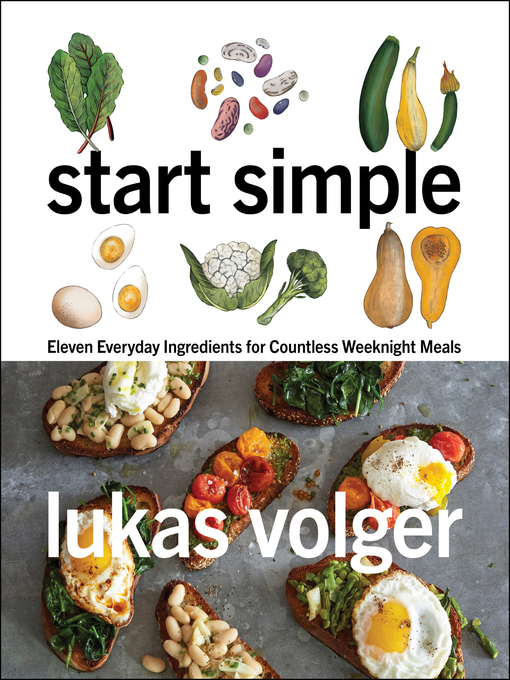 start simple
Eleven Everyday Ingredients for Countless Weeknight Meals
lukas volger